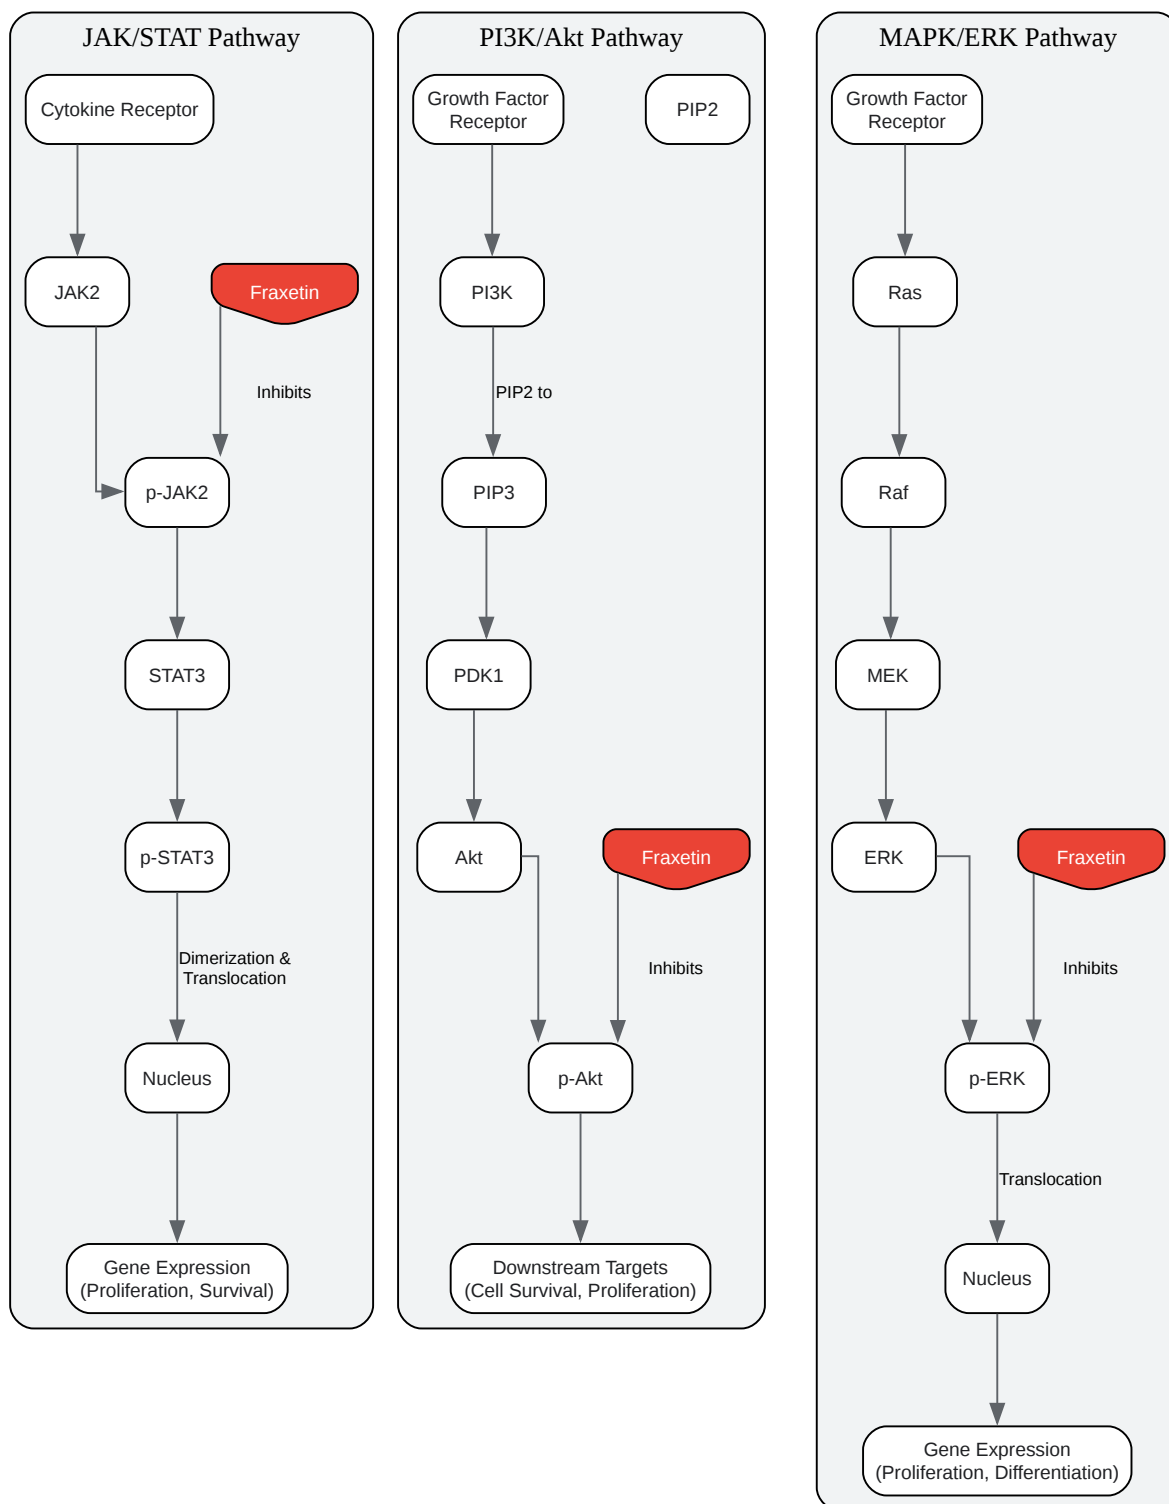 JAK/STAT Pathway
Cytokine Receptor
JAK2
Fraxetin
Inhibits
p-JAK2
STAT3
p-STAT3
Dimerization &
Translocation
Nucleus
Gene Expression
(Proliferation, Survival)
PI3K/Akt Pathway
Growth Factor
Receptor
PIP2
PI3K
PIP2 to
PIP3
PDK1
Akt
Fraxetin
Inhibits
p-Akt
Downstream Targets
(Cell Survival, Proliferation)
MAPK/ERK Pathway
Growth Factor
Receptor
Ras
Raf
MEK
ERK
Fraxetin
Inhibits
p-ERK
Translocation
Nucleus
Gene Expression
(Proliferation, Differentiation)